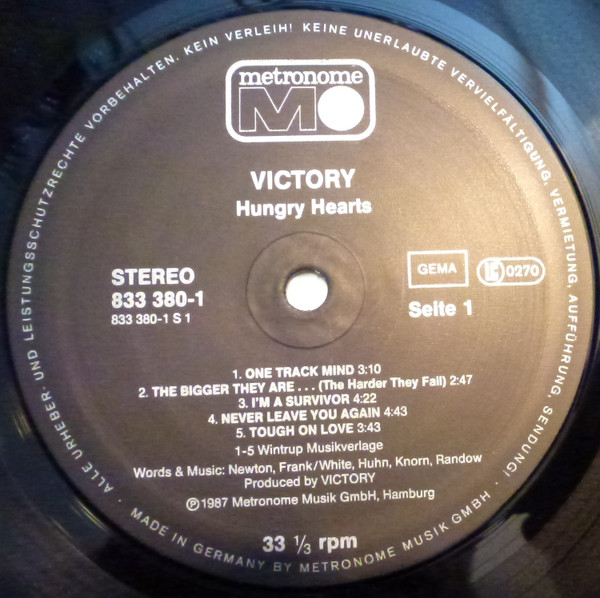 ALLE URHEBER- UND LEISTUNGSSCHUTZRECHTE VORBEHALTEN. KEIN VERLEIH! KEINE UNERLAUBTE VERVIELFÄLTIGUNG, VERMIETUNG, AUFFÜHRUNG, SENDUNG!
metronome
MO
VICTORY
Hungry Hearts
STEREO
833 380-1
833 380-1 S 1
GEMA
LC 0270
Seite 1
1. ONE TRACK MIND 3:10
2. THE BIGGER THEY ARE . . . (The Harder They Fall) 2:47
3. I'M A SURVIVOR 4:22
4. NEVER LEAVE YOU AGAIN 4:43
5. TOUGH ON LOVE 3:43
1-5 Wintrup Musikverlage
Words & Music: Newton, Frank/White, Huhn, Knorn, Randow
Produced by VICTORY
Ⓟ1987 Metronome Musik GmbH, Hamburg
33 ⅓ rpm
· MADE IN GERMANY BY METRONOME MUSIK GMBH ·